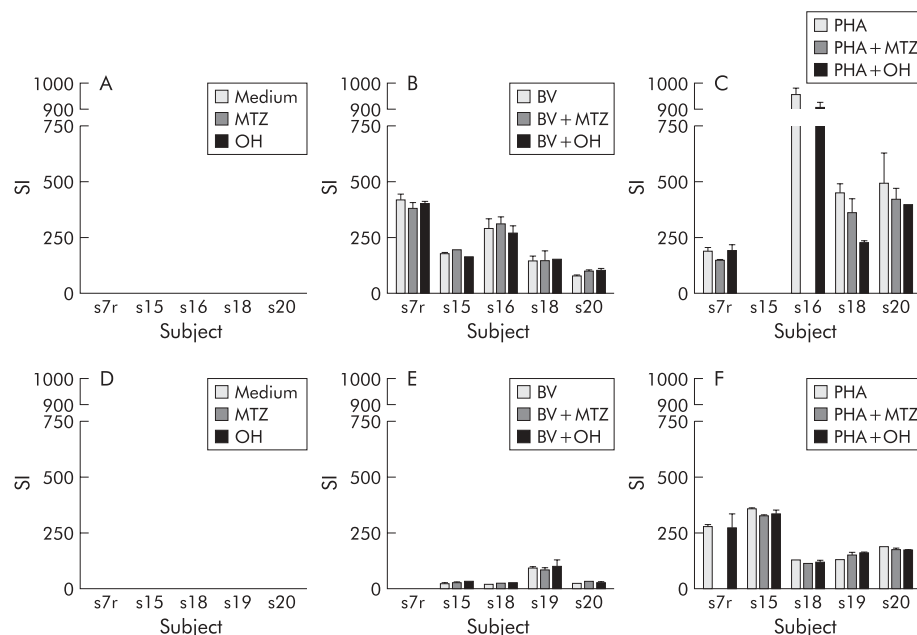 A
1000
900
750
500
250
0
SI
Medium
MTZ
OH
s7r s15 s16 s18 s20
Subject
B
1000
900
750
500
250
0
BV
BV+MTZ
BV+OH
s7r s15 s16 s18 s20
Subject
C
1000
900
750
500
250
0
SI
PHA
PHA+MTZ
PHA+OH
s7r s15 s16 s18 s20
Subject
D
1000
900
750
500
250
0
SI
Medium
MTZ
OH
s7r s15 s18 s19 s20
Subject
E
1000
900
750
500
250
0
SI
BV
BV+MTZ
BV+OH
s7r s15 s18 s19 s20
Subject
F
1000
900
750
500
250
0
SI
PHA
PHA+MTZ
PHA+OH
s7r s15 s18 s19 s20
Subject